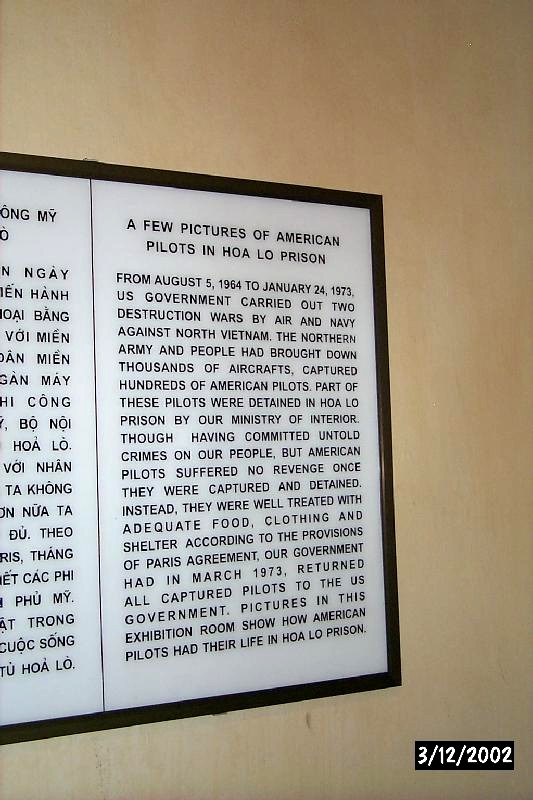 ÔNG MỸ
Ò
N NGÀY
IẾN HÀNH
HOẠI BẰNG
VỚI MIỀN
DÂN MIỀN
NGÀN MÁY
HI CÔNG
Ỹ, BỘ NỘI
HOẢ LÒ.
VỚI NHÂN
TA KHÔNG
ƠN NỮA TA
ĐỦ. THEO
RIS, THÁNG
HẾT CÁC PHI
H PHỦ MỸ.
ẬT TRONG
CUỘC SỐNG
TÙ HOẢ LÒ.
A FEW PICTURES OF AMERICAN
PILOTS IN HOA LO PRISON
FROM AUGUST 5, 1964 TO JANUARY 24, 1973,
US GOVERNMENT CARRIED OUT TWO
DESTRUCTION WARS BY AIR AND NAVY
AGAINST NORTH VIETNAM. THE NORTHERN
ARMY AND PEOPLE HAD BROUGHT DOWN
THOUSANDS OF AIRCRAFTS, CAPTURED
HUNDREDS OF AMERICAN PILOTS. PART OF
THESE PILOTS WERE DETAINED IN HOA LO
PRISON BY OUR MINISTRY OF INTERIOR.
THOUGH HAVING COMMITTED UNTOLD
CRIMES ON OUR PEOPLE, BUT AMERICAN
PILOTS SUFFERED NO REVENGE ONCE
THEY WERE CAPTURED AND DETAINED.
INSTEAD, THEY WERE WELL TREATED WITH
ADEQUATE FOOD, CLOTHING AND
SHELTER ACCORDING TO THE PROVISIONS
OF PARIS AGREEMENT, OUR GOVERNMENT
HAD IN MARCH 1973, RETURNED
ALL CAPTURED PILOTS TO THE US
GOVERNMENT. PICTURES IN THIS
EXHIBITION ROOM SHOW HOW AMERICAN
PILOTS HAD THEIR LIFE IN HOA LO PRISON.
3/12/2002